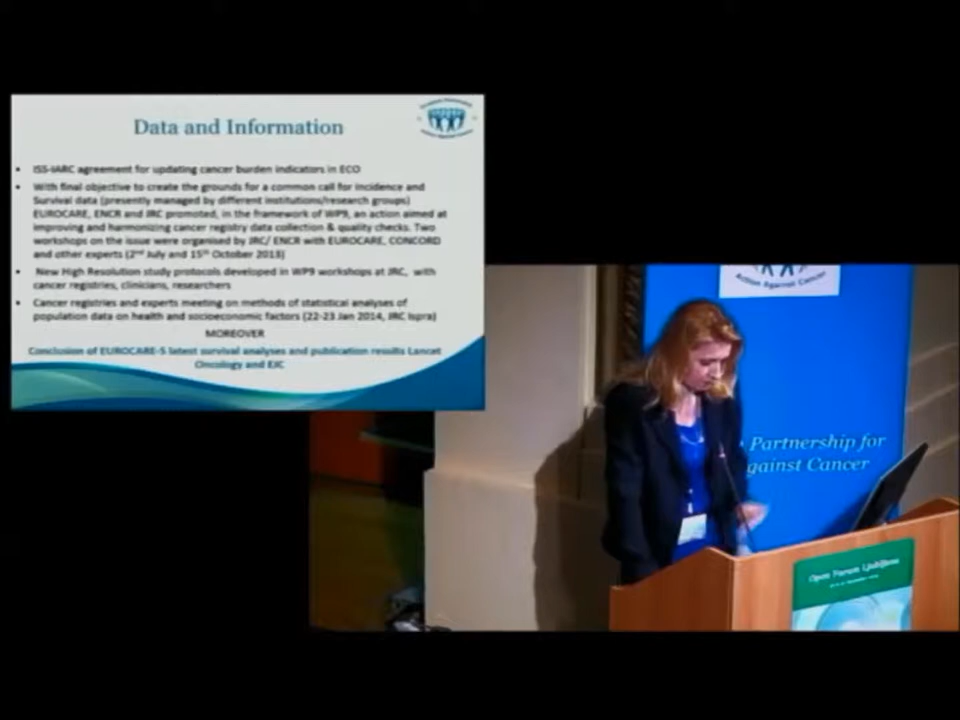 Data and Information
• ISS-IARC agreement for updating cancer burden indicators in ECO
• With final objective to create the grounds for a common call for Incidence and
Survival data (presently managed by different institutions/research groups)
EUROCARE, ENCR and JRC promoted, in the framework of WP9, an action aimed at
improving and harmonizing cancer registry data collection & quality checks. Two
workshops on the issue were organised by JRC/ ENCR with EUROCARE, CONCORD
and other experts (2nd July and 15th October 2013)
• New High Resolution study protocols developed in WP9 workshops at JRC, with
cancer registries, clinicians, researchers
• Cancer registries and experts meeting on methods of statistical analyses of
population data on health and socioeconomic factors (22-23 Jan 2014, JRC Ispra)
MOREOVER
Conclusion of EUROCARE-5 latest survival analyses and publication results Lancet
Oncology and EJC
Action Against Cancer
Partnership for
gainst Cancer
Open Forum Ljubljana